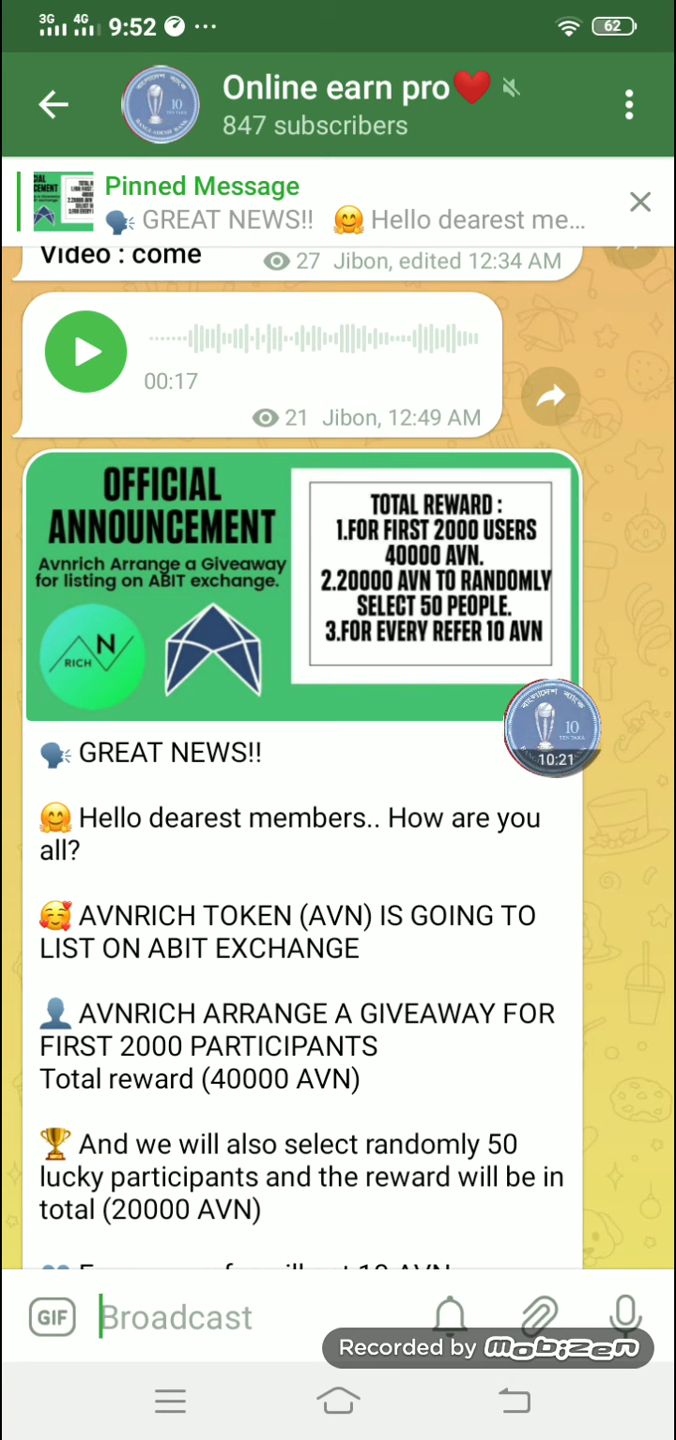 3G 4G 9:52 62
Online earn pro
847 subscribers
Pinned Message
🗣 GREAT NEWS!! 🤗 Hello dearest me...
Video : come
27 Jibon, edited 12:34 AM
00:17
21 Jibon, 12:49 AM
OFFICIAL
ANNOUNCEMENT
Avnrich Arrange a Giveaway
for listing on ABIT exchange.
N
RICH
TOTAL REWARD :
1.FOR FIRST 2000 USERS
40000 AVN.
2.20000 AVN TO RANDOMLY
SELECT 50 PEOPLE.
3.FOR EVERY REFER 10 AVN
10
10:21
🗣 GREAT NEWS!!
🤗 Hello dearest members.. How are you
all?
🥰 AVNRICH TOKEN (AVN) IS GOING TO
LIST ON ABIT EXCHANGE
👤 AVNRICH ARRANGE A GIVEAWAY FOR
FIRST 2000 PARTICIPANTS
Total reward (40000 AVN)
🏆 And we will also select randomly 50
lucky participants and the reward will be in
total (20000 AVN)
GIF Broadcast
Recorded by Mobizen